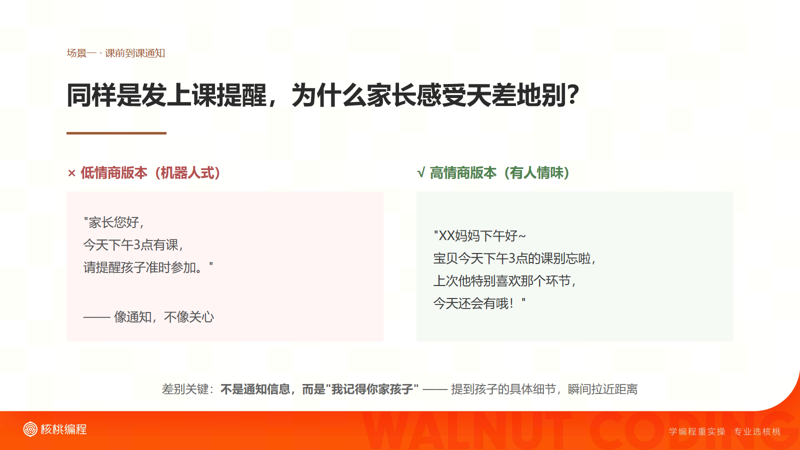 场景一 · 课前到课通知
同样是发上课提醒，为什么家长感受天差地别？
× 低情商版本（机器人式）
"家长您好，
今天下午3点有课，
请提醒孩子准时参加。"
—— 像通知，不像关心
√ 高情商版本（有人情味）
"XX妈妈下午好~
宝贝今天下午3点的课别忘啦，
上次他特别喜欢那个环节，
今天还会有哦！"
差别关键：不是通知信息，而是"我记得你家孩子" —— 提到孩子的具体细节，瞬间拉近距离
核桃编程
WALNUT CODING
学编程重实操 专业选核桃